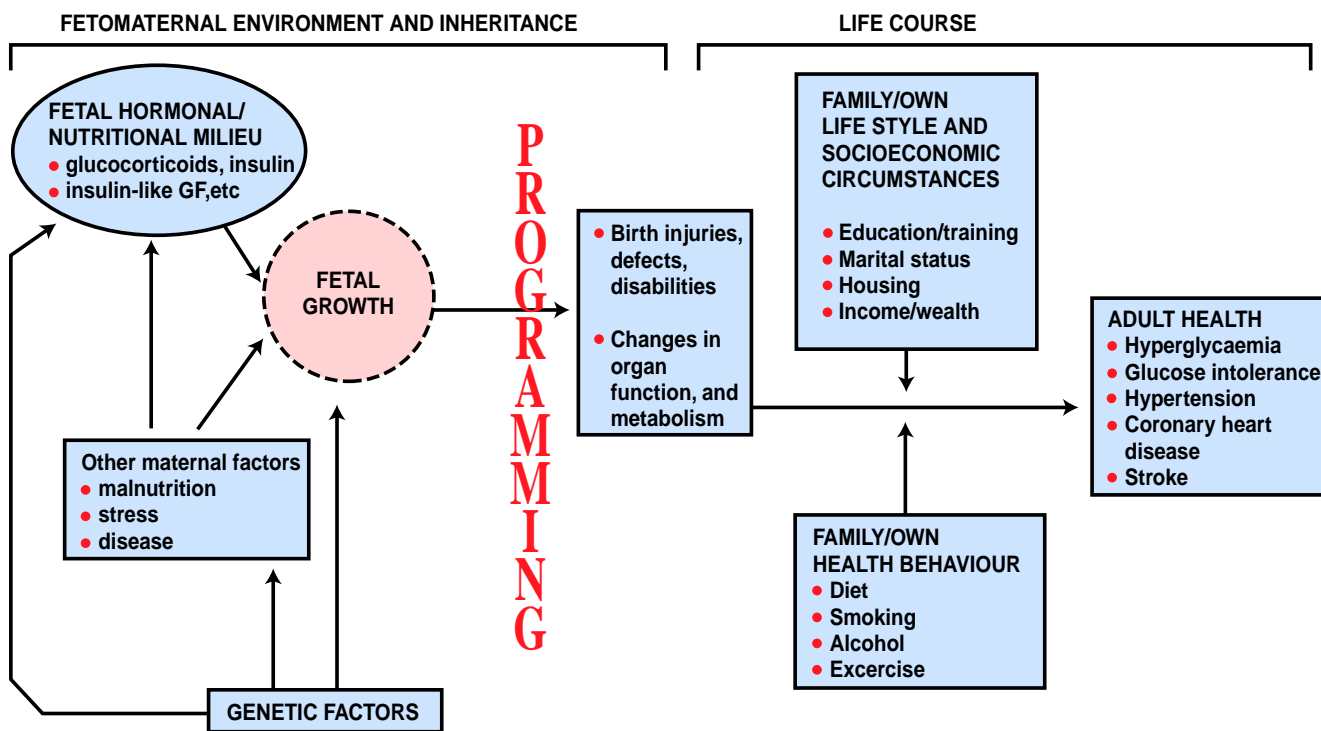 FETOMATERNAL ENVIRONMENT AND INHERITANCE
LIFE COURSE
FETAL HORMONAL/
NUTRITIONAL MILIEU
glucocorticoids, insulin
insulin-like GF,etc
FETAL
GROWTH
Other maternal factors
malnutrition
stress
disease
GENETIC FACTORS
PROGRAMMING
Birth injuries,
defects,
disabilities
Changes in
organ
function, and
metabolism
FAMILY/OWN
LIFE STYLE AND
SOCIOECONOMIC
CIRCUMSTANCES
Education/training
Marital status
Housing
Income/wealth
FAMILY/OWN
HEALTH BEHAVIOUR
Diet
Smoking
Alcohol
Excercise
ADULT HEALTH
Hyperglycaemia
Glucose intolerance
Hypertension
Coronary heart
disease
Stroke